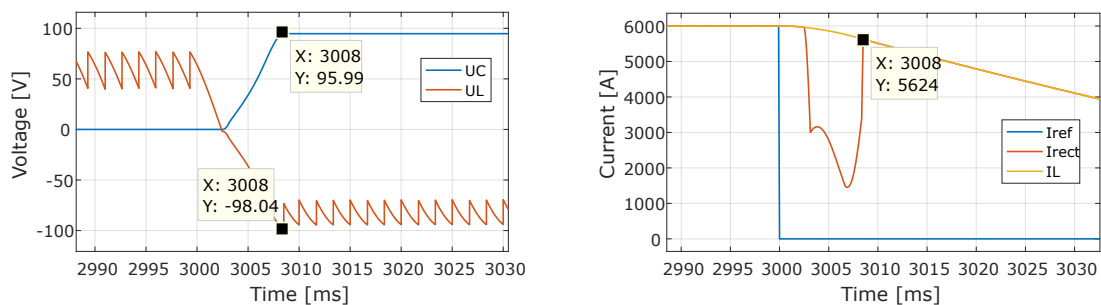 100
50
0
-50
-100
Voltage [V]
X: 3008
Y: 95.99
UC
UL
X: 3008
Y: -98.04
2990 2995 3000 3005 3010 3015 3020 3025 3030
Time [ms]
6000
5000
4000
3000
2000
1000
0
Current [A]
X: 3008
Y: 5624
Iref
Irect
IL
2990 2995 3000 3005 3010 3015 3020 3025 3030
Time [ms]